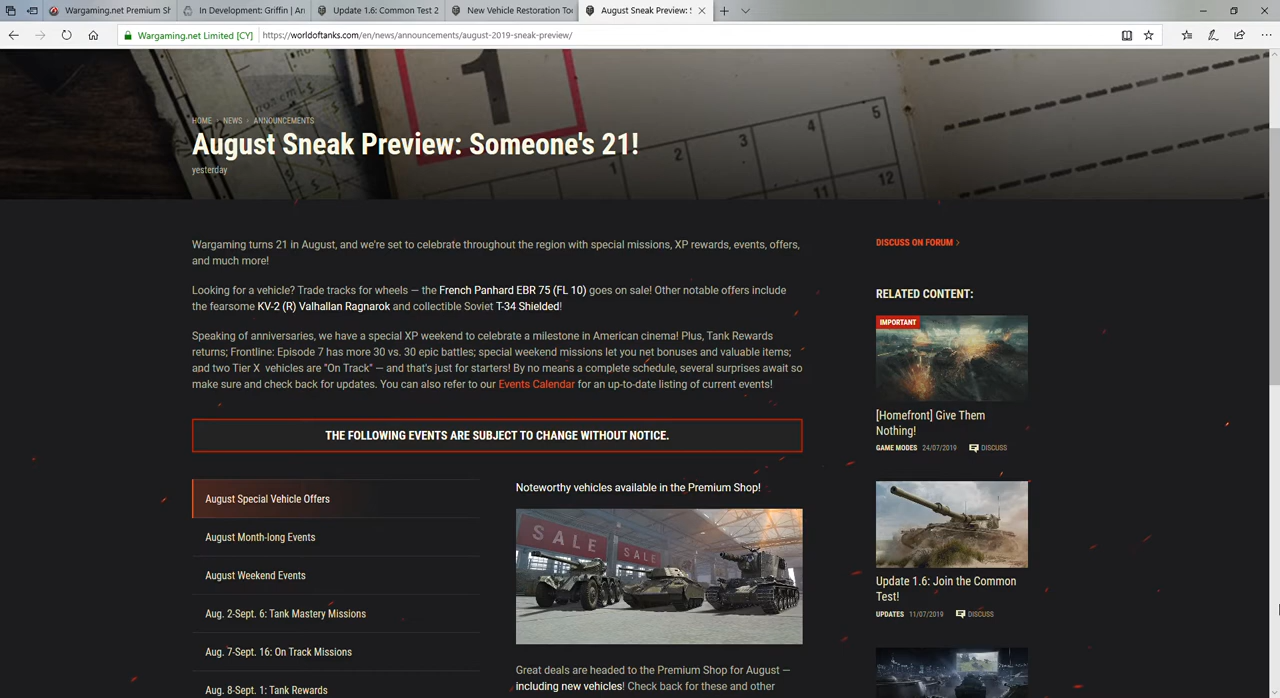 Wargaming.net Premium Sh
In Development: Griffin | Arm
Update 1.6: Common Test 2
New Vehicle Restoration Too
August Sneak Preview: S
Wargaming.net Limited [CY]
https://worldoftanks.com/en/news/announcements/august-2019-sneak-preview/
HOME NEWS ANNOUNCEMENTS
August Sneak Preview: Someone's 21!
yesterday
1
1 2 3 4 5
11 12
Wargaming turns 21 in August, and we're set to celebrate throughout the region with special missions, XP rewards, events, offers,
and much more!
Looking for a vehicle? Trade tracks for wheels — the French Panhard EBR 75 (FL 10) goes on sale! Other notable offers include
the fearsome KV-2 (R) Valhallan Ragnarok and collectible Soviet T-34 Shielded!
Speaking of anniversaries, we have a special XP weekend to celebrate a milestone in American cinema! Plus, Tank Rewards
returns; Frontline: Episode 7 has more 30 vs. 30 epic battles; special weekend missions let you net bonuses and valuable items;
and two Tier X vehicles are "On Track" — and that's just for starters! By no means a complete schedule, several surprises await so
make sure and check back for updates. You can also refer to our Events Calendar for an up-to-date listing of current events!
THE FOLLOWING EVENTS ARE SUBJECT TO CHANGE WITHOUT NOTICE.
August Special Vehicle Offers
August Month-long Events
August Weekend Events
Aug. 2-Sept. 6: Tank Mastery Missions
Aug. 7-Sept. 16: On Track Missions
Aug. 8-Sept. 1: Tank Rewards
Noteworthy vehicles available in the Premium Shop!
SALE
SALE
Great deals are headed to the Premium Shop for August —
including new vehicles! Check back for these and other
DISCUSS ON FORUM
RELATED CONTENT:
IMPORTANT
[Homefront] Give Them
Nothing!
GAME MODES 24/07/2019 DISCUSS
Update 1.6: Join the Common
Test!
UPDATES 11/07/2019 DISCUSS